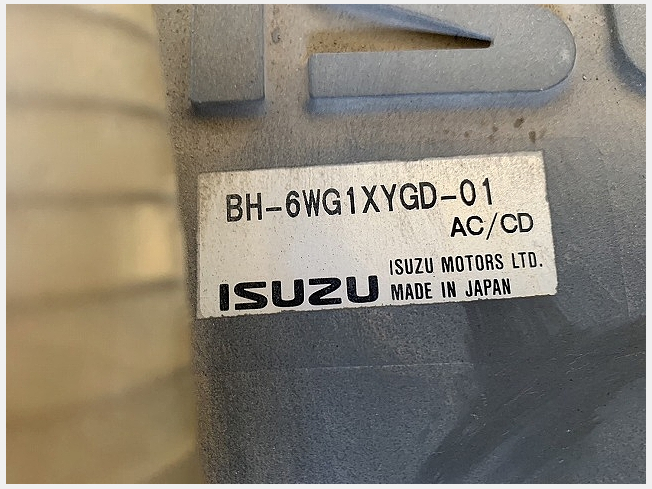 BH-6WG1XYGD-01
AC/CD
ISUZU
ISUZU MOTORS LTD.
MADE IN JAPAN